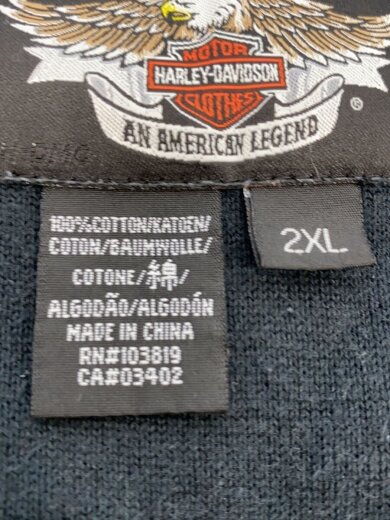 MOTOR
HARLEY-DAVIDSON
CLOTHES
®
AN AMERICAN LEGEND
100% COTTON/KATOEN/
COTON/BAUMWOLLE/
COTONE/綿/
ALGODÃO/ALGODÓN
MADE IN CHINA
RN#103819
CA#03402
2XL